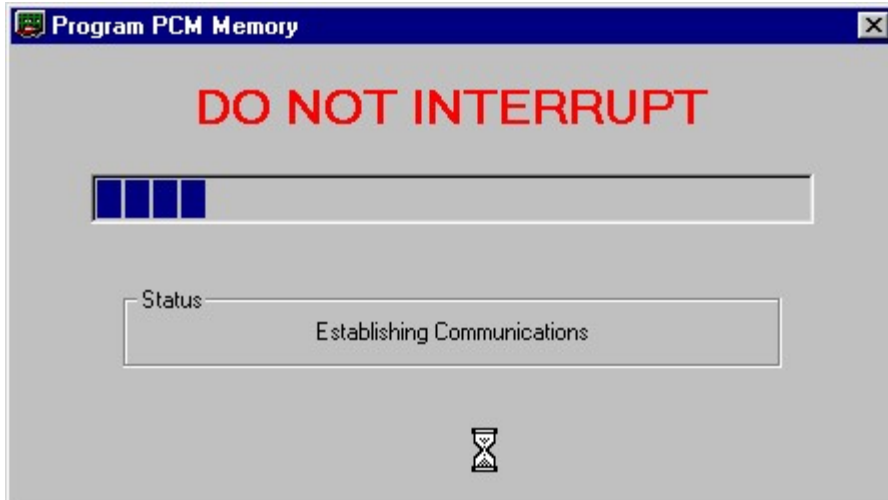 Program PCM Memory
DO NOT INTERRUPT
Status
Establishing Communications